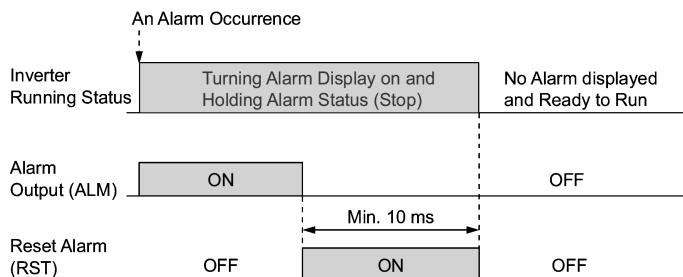 An Alarm Occurrence
Inverter
Running Status
Turning Alarm Display on and
Holding Alarm Status (Stop)
No Alarm displayed
and Ready to Run
Alarm
Output (ALM)
ON
OFF
Min. 10 ms
Reset Alarm
(RST)
OFF
ON
OFF